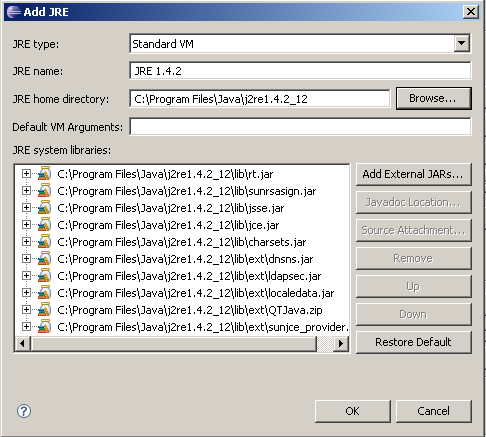 Add JRE
JRE type: Standard VM
JRE name: JRE 1.4.2
JRE home directory: C:\Program Files\Java\j2re1.4.2_12 Browse...
Default VM Arguments:
JRE system libraries:
C:\Program Files\Java\j2re1.4.2_12\lib\rt.jar
C:\Program Files\Java\j2re1.4.2_12\lib\sunrsasign.jar
C:\Program Files\Java\j2re1.4.2_12\lib\jsse.jar
C:\Program Files\Java\j2re1.4.2_12\lib\jce.jar
C:\Program Files\Java\j2re1.4.2_12\lib\charsets.jar
C:\Program Files\Java\j2re1.4.2_12\lib\ext\dnsns.jar
C:\Program Files\Java\j2re1.4.2_12\lib\ext\ldapsec.jar
C:\Program Files\Java\j2re1.4.2_12\lib\ext\localedata.jar
C:\Program Files\Java\j2re1.4.2_12\lib\ext\QTJava.zip
C:\Program Files\Java\j2re1.4.2_12\lib\ext\sunjce_provider.
Add External JARs...
Javadoc Location...
Source Attachment...
Remove
Up
Down
Restore Default
?
OK Cancel